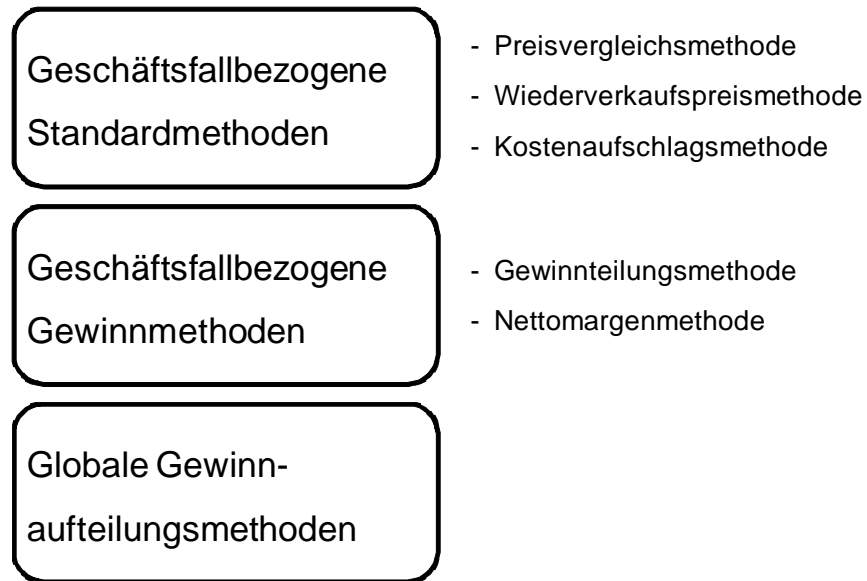 Geschäftsfallbezogene
Standardmethoden
- Preisvergleichsmethode
- Wiederverkaufspreismethode
- Kostenaufschlagsmethode
Geschäftsfallbezogene
Gewinnmethoden
- Gewinnteilungsmethode
- Nettomargenmethode
Globale Gewinn-
aufteilungsmethoden